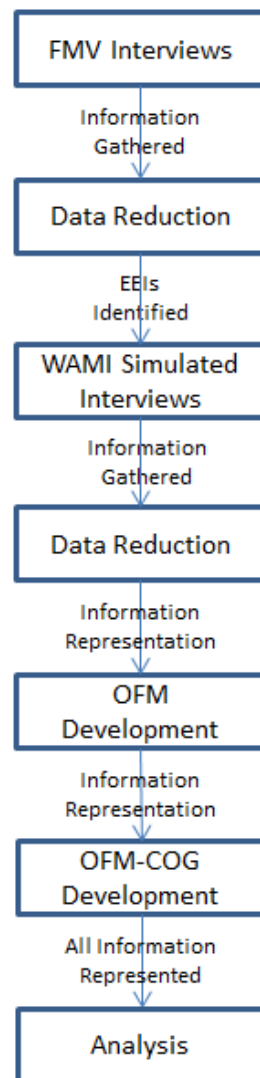 FMV Interviews
Information
Gathered
Data Reduction
EEIs
Identified
WAMI Simulated
Interviews
Information
Gathered
Data Reduction
Information
Representation
OFM
Development
Information
Representation
OFM-COG
Development
All Information
Represented
Analysis